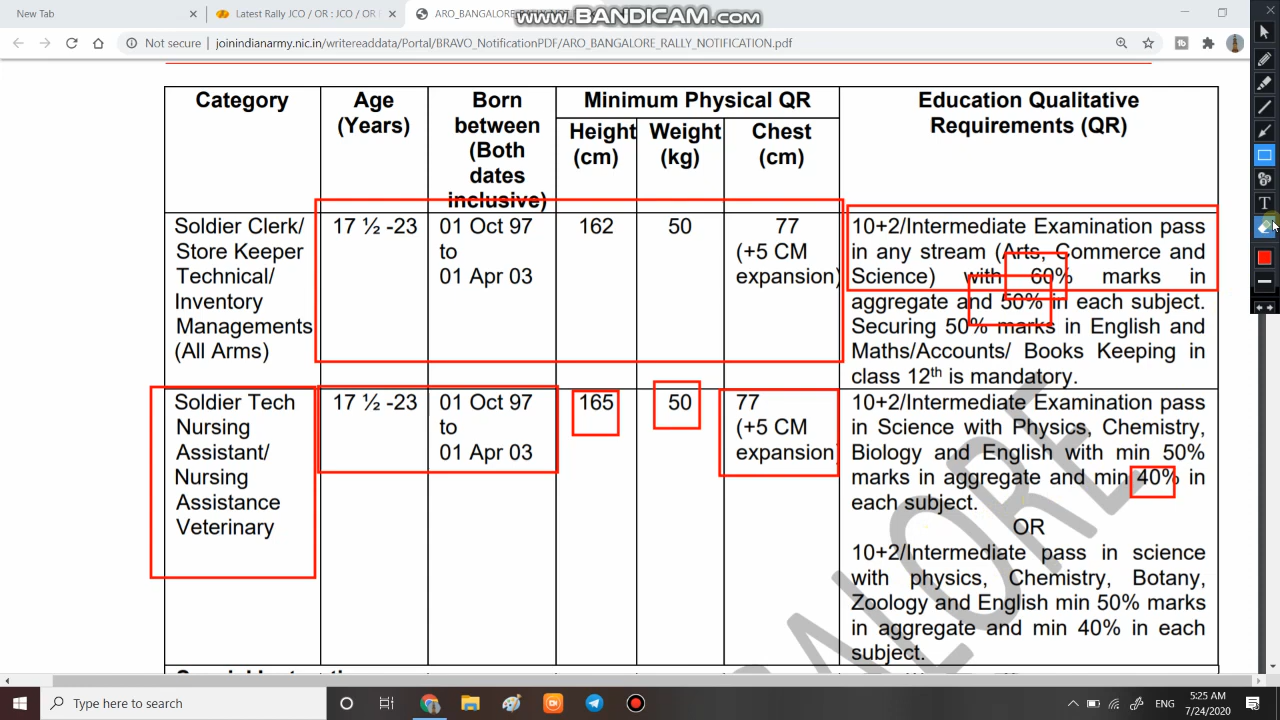 New Tab
Latest Rally JCO / OR : JCO / OR
ARO_BANGALORE
www.BANDICAM.com
Not secure | joinindianarmy.nic.in/writereaddata/Portal/BRAVO_NotificationPDF/ARO_BANGALORE_RALLY_NOTIFICATION.pdf
Category
Age
(Years)
Born
between
(Both
dates
inclusive)
Minimum Physical QR
Height
(cm)
Weight
(kg)
Chest
(cm)
Education Qualitative
Requirements (QR)
Soldier Clerk/
Store Keeper
Technical/
Inventory
Managements
(All Arms)
17 ½ -23
01 Oct 97
to
01 Apr 03
162
50
77
(+5 CM
expansion)
10+2/Intermediate Examination pass
in any stream (Arts, Commerce and
Science) with 60% marks in
aggregate and 50% in each subject.
Securing 50% marks in English and
Maths/Accounts/ Books Keeping in
class 12th is mandatory.
Soldier Tech
Nursing
Assistant/
Nursing
Assistance
Veterinary
17 ½ -23
01 Oct 97
to
01 Apr 03
165
50
77
(+5 CM
expansion)
10+2/Intermediate Examination pass
in Science with Physics, Chemistry,
Biology and English with min 50%
marks in aggregate and min 40% in
each subject.
OR
10+2/Intermediate pass in science
with physics, Chemistry, Botany,
Zoology and English min 50% marks
in aggregate and min 40% in each
subject.
ALORE
Type here to search
ENG
5:25 AM
7/24/2020